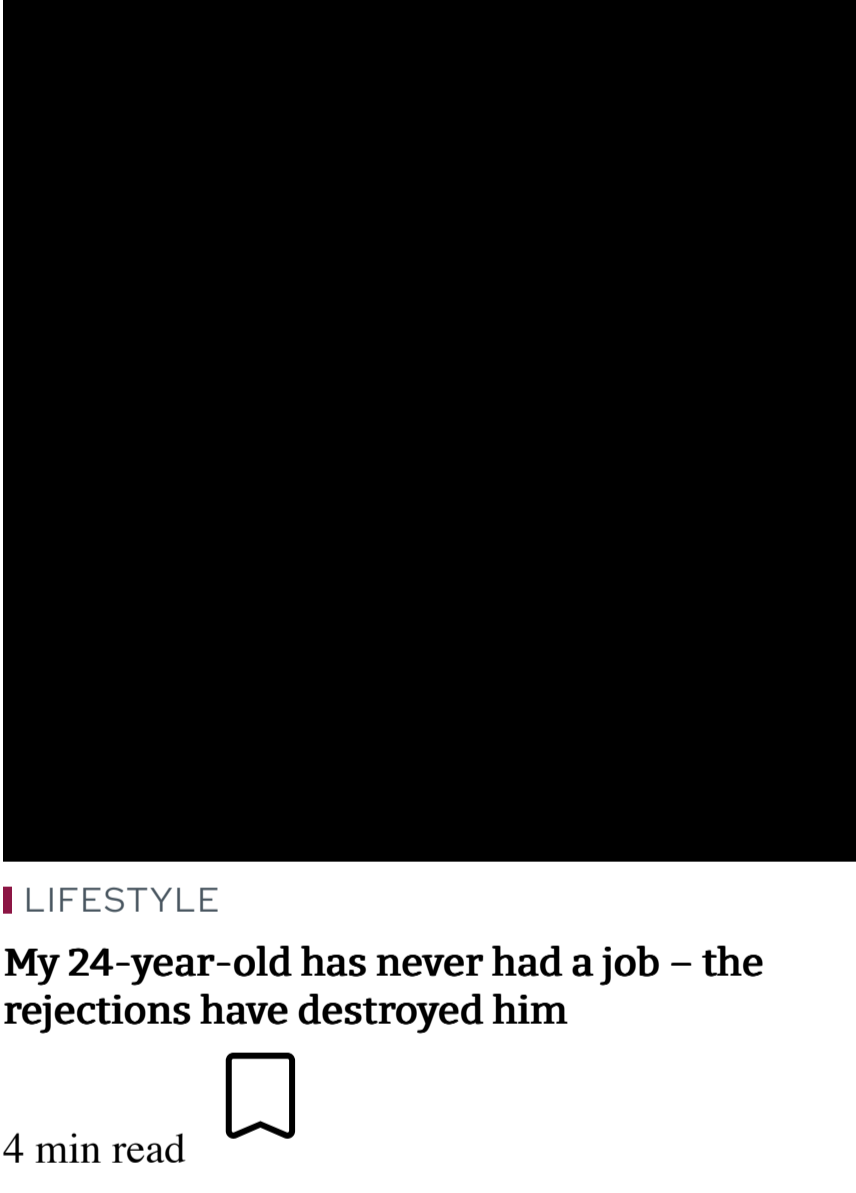 LIFESTYLE
My 24-year-old has never had a job – the
rejections have destroyed him
4 min read